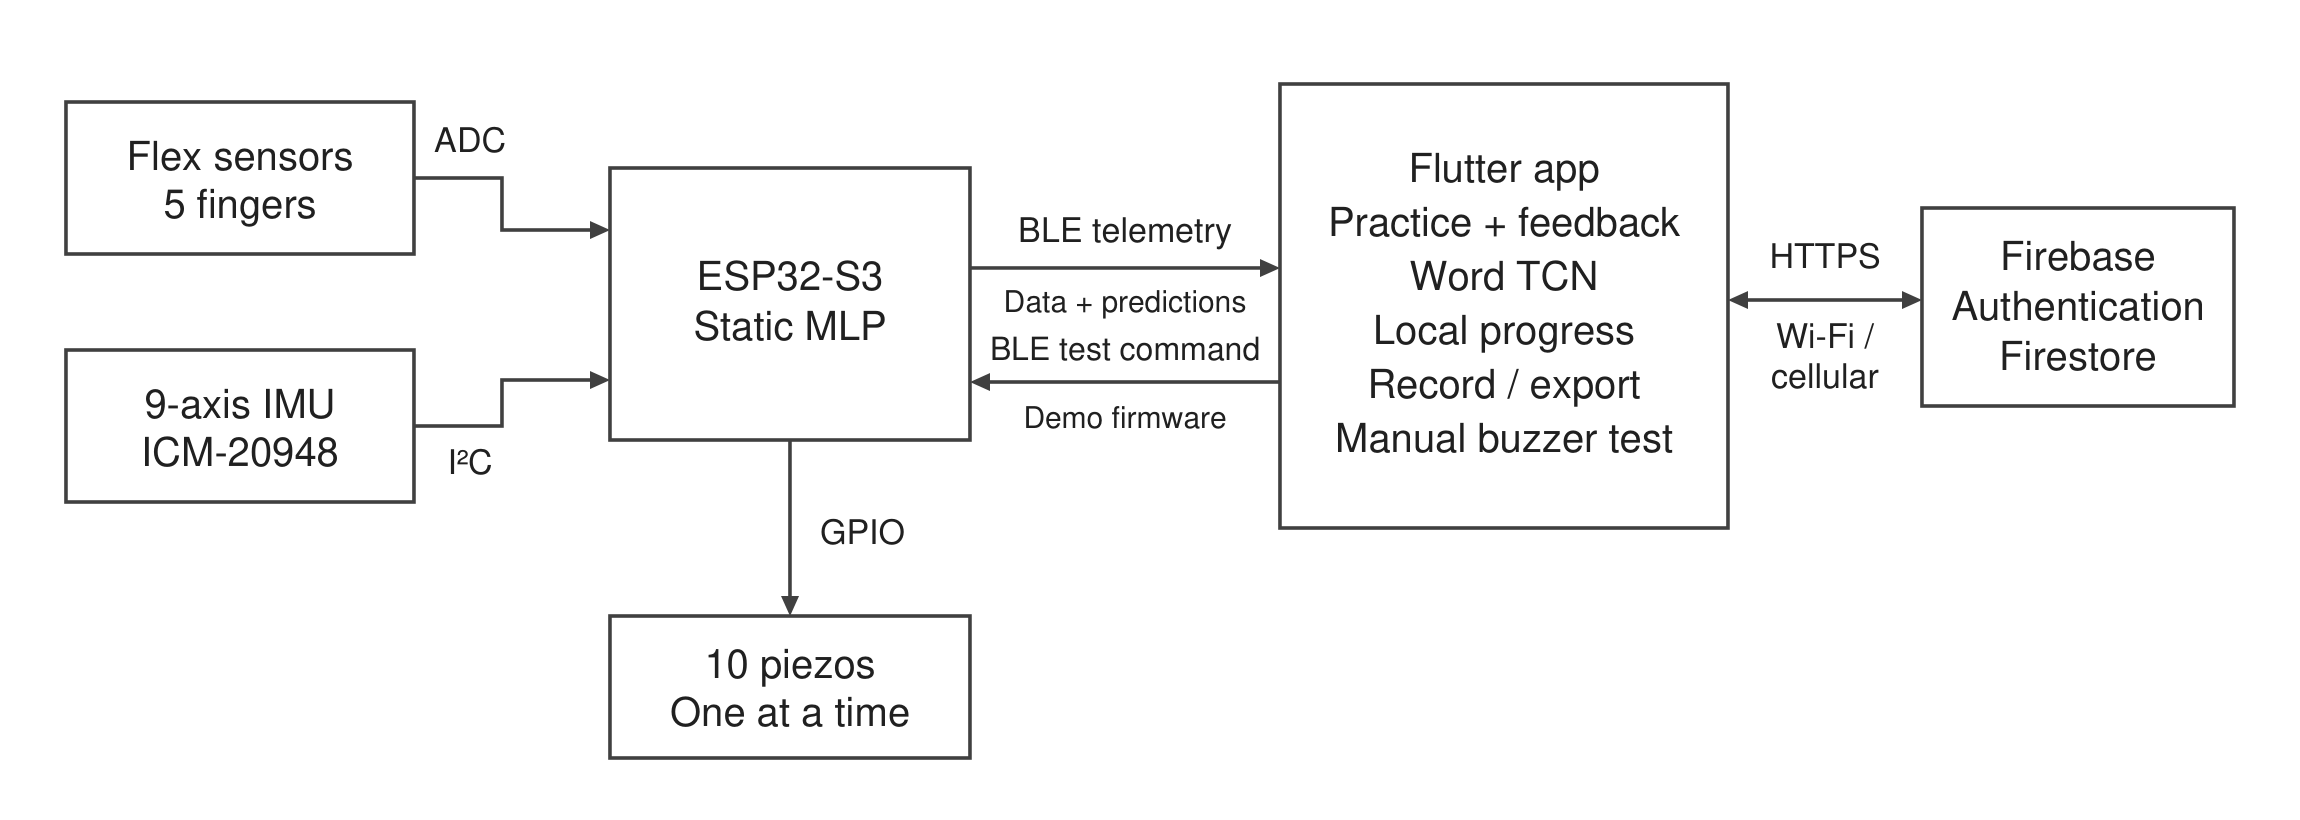 Flex sensors
5 fingers
ADC
9-axis IMU
ICM-20948
I²C
ESP32-S3
Static MLP
GPIO
10 piezos
One at a time
BLE telemetry
Data + predictions
BLE test command
Demo firmware
Flutter app
Practice + feedback
Word TCN
Local progress
Record / export
Manual buzzer test
HTTPS
Wi-Fi /
cellular
Firebase
Authentication
Firestore